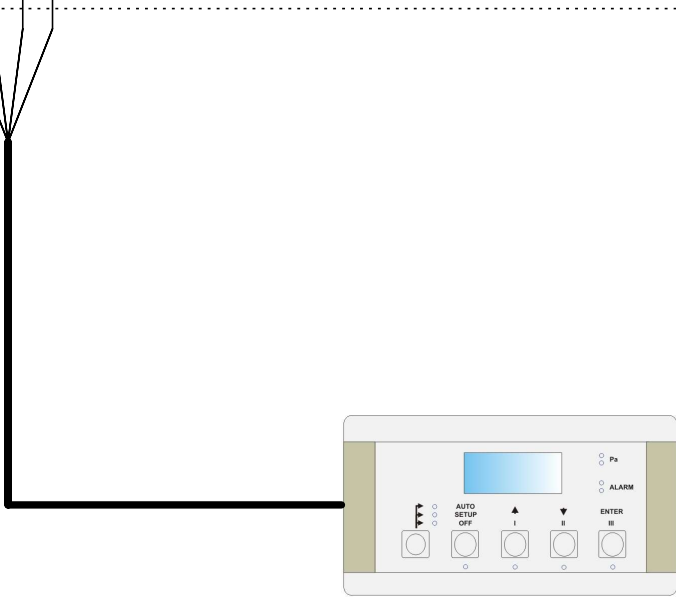 Pa
ALARM
AUTO
SETUP
OFF
ENTER
I
II
III